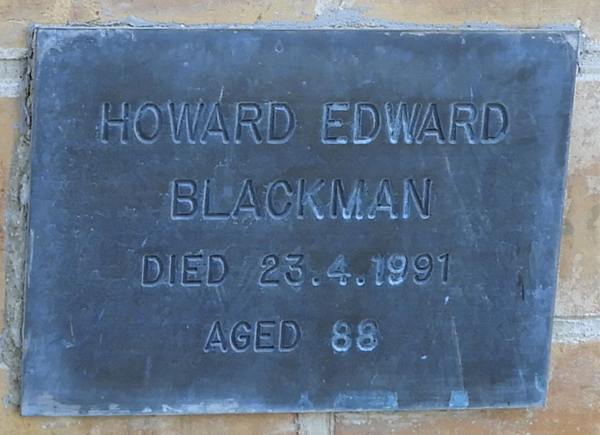 HOWARD EDWARD
BLACKMAN
DIED 23.4.1991
AGED 88